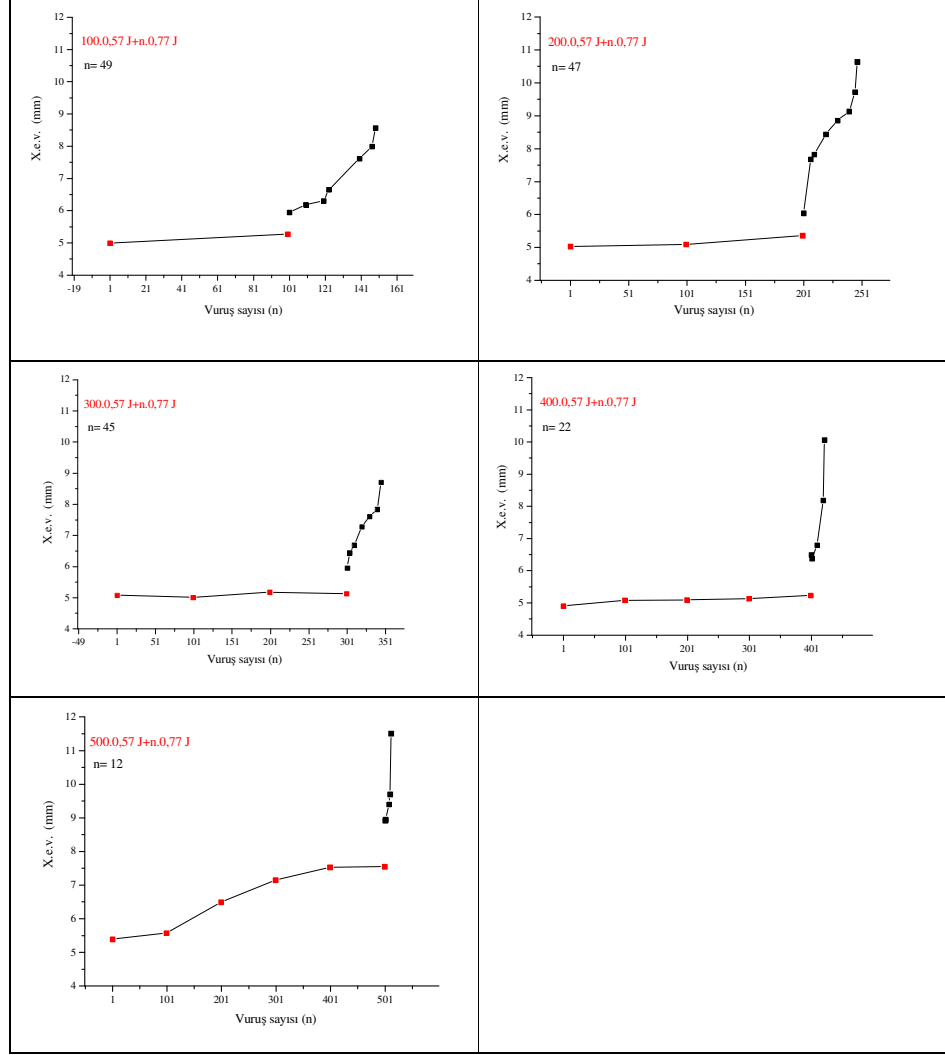 100.0,57 J+n.0,77 J
n= 49
12
11
10
9
8
7
6
5
4
X.e.v. (mm)
-19 1 21 41 61 81 101 121 141 161
Vuruş sayısı (n)
200.0,57 J+n.0,77 J
n= 47
12
11
10
9
8
7
6
5
4
X.e.v. (mm)
1 51 101 151 201 251
Vuruş sayısı (n)
300.0,57 J+n.0,77 J
n= 45
12
11
10
9
8
7
6
5
4
X.e.v. (mm)
-49 1 51 101 151 201 251 301 351
Vuruş sayısı (n)
400.0,57 J+n.0,77 J
n= 22
12
11
10
9
8
7
6
5
4
X.e.v. (mm)
1 101 201 301 401
Vuruş sayısı (n)
500.0,57 J+n.0,77 J
n= 12
12
11
10
9
8
7
6
5
4
X.e.v. (mm)
1 101 201 301 401 501
Vuruş sayısı (n)